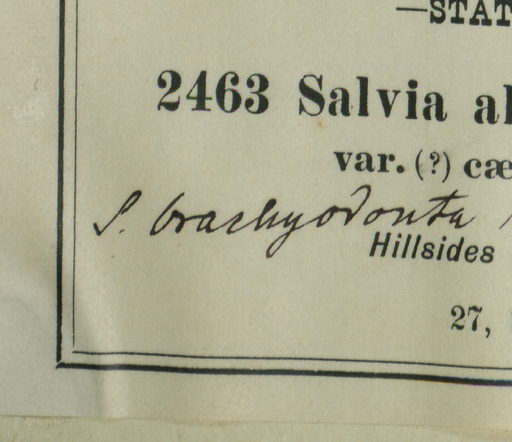 —STAT
2463 Salvia al
var. (?) cæ
S. brachyodonta
Hillsides
27,